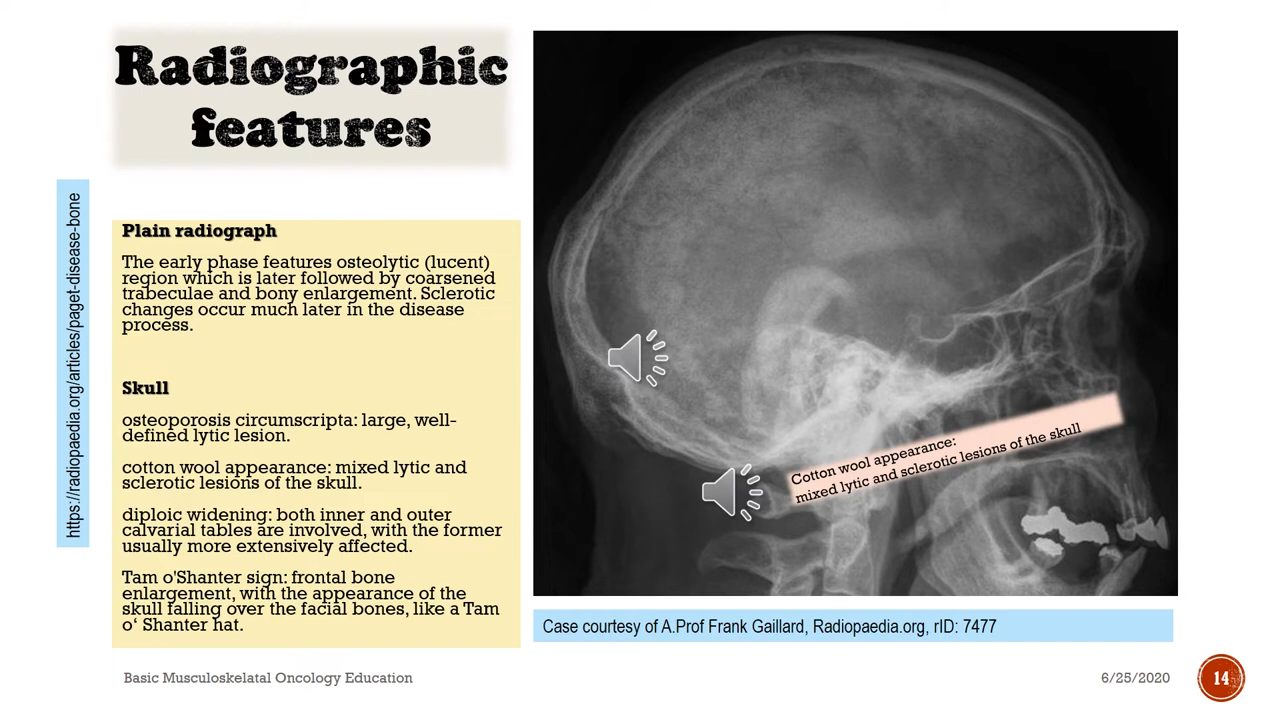 Radiographic
features
https://radiopaedia.org/articles/paget-disease-bone
Plain radiograph
The early phase features osteolytic (lucent)
region which is later followed by coarsened
trabeculae and bony enlargement. Sclerotic
changes occur much later in the disease
process.
Skull
osteoporosis circumscripta: large, well-
defined lytic lesion.
cotton wool appearance: mixed lytic and
sclerotic lesions of the skull.
diploic widening: both inner and outer
calvarial tables are involved, with the former
usually more extensively affected.
Tam o'Shanter sign: frontal bone
enlargement, with the appearance of the
skull falling over the facial bones, like a Tam
o‘ Shanter hat.
Cotton wool appearance:
mixed lytic and sclerotic lesions of the skull
Case courtesy of A.Prof Frank Gaillard, Radiopaedia.org, rID: 7477
Basic Musculoskelatal Oncology Education
6/25/2020
14